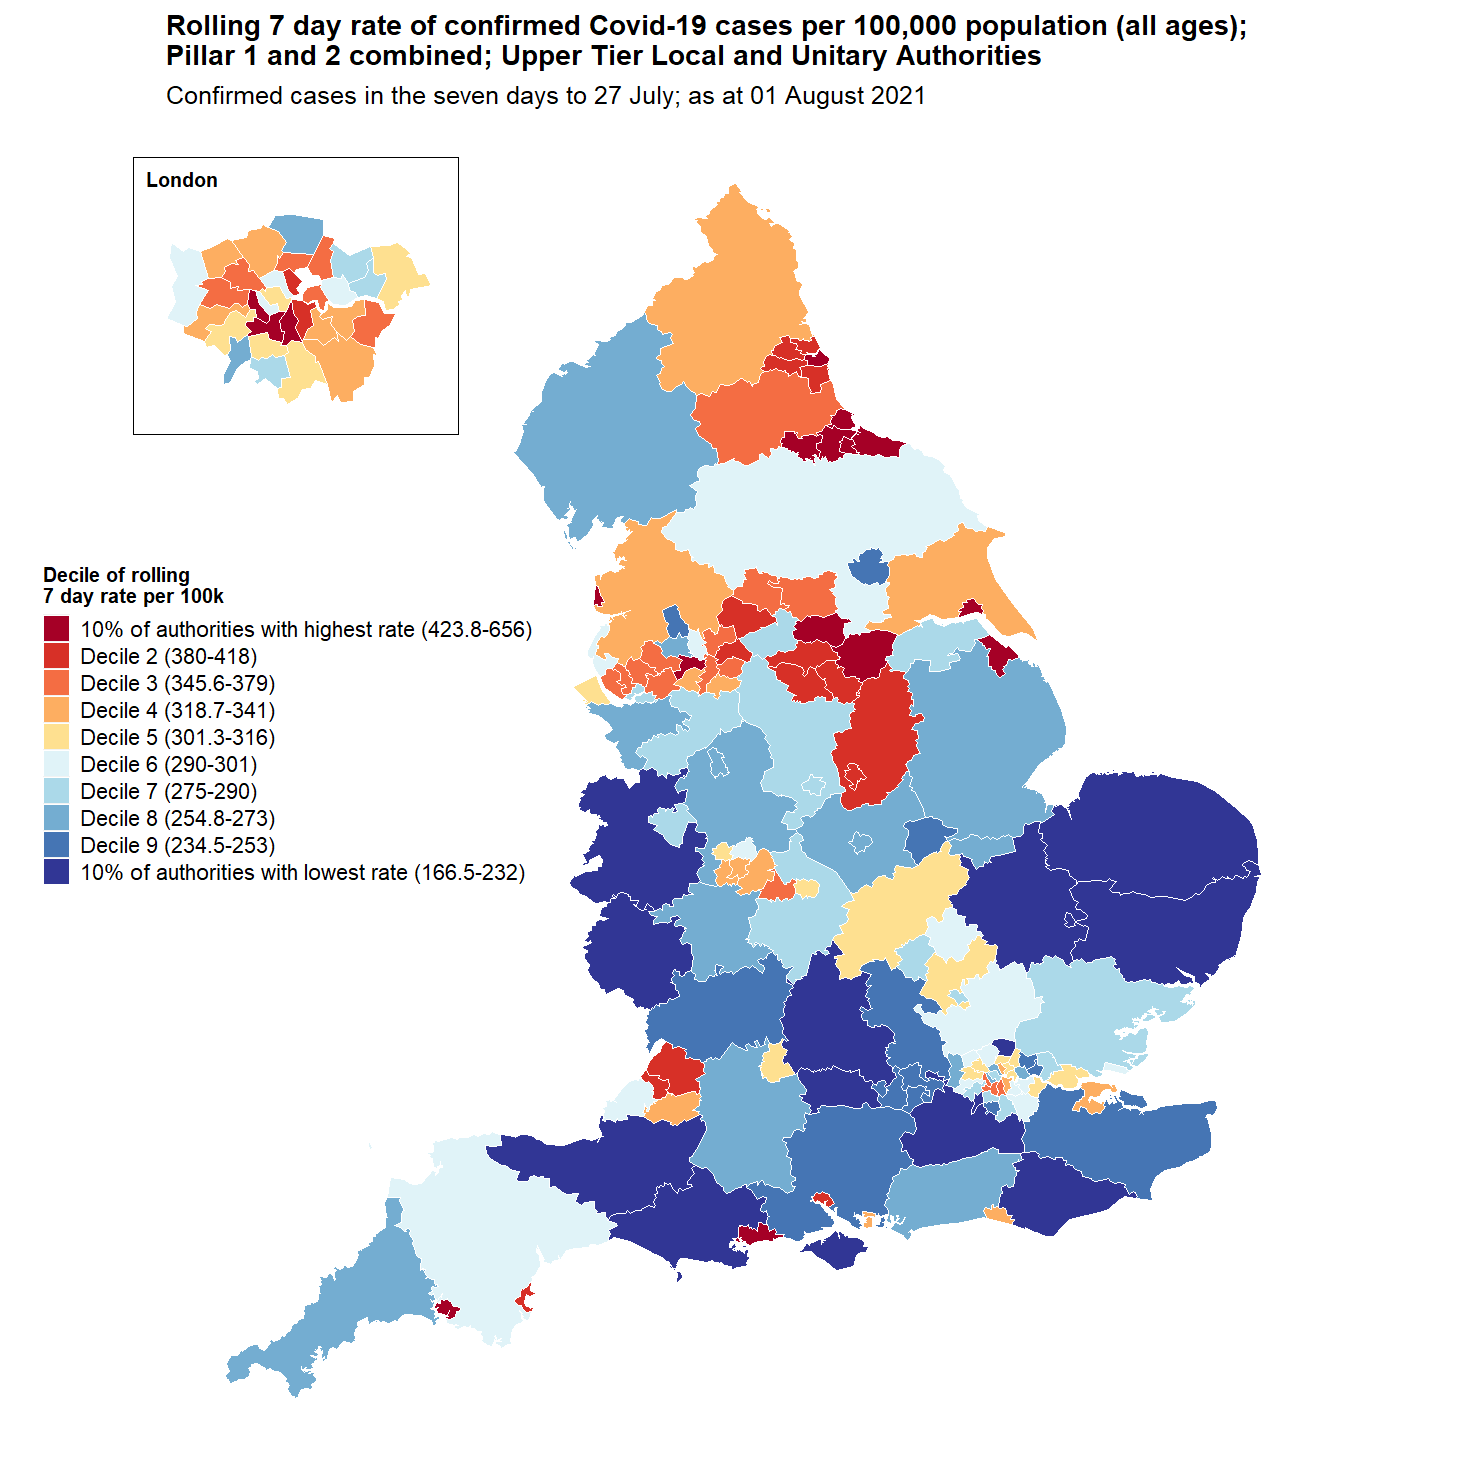 Rolling 7 day rate of confirmed Covid-19 cases per 100,000 population (all ages);
Pillar 1 and 2 combined; Upper Tier Local and Unitary Authorities
Confirmed cases in the seven days to 27 July; as at 01 August 2021
London
Decile of rolling
7 day rate per 100k
10% of authorities with highest rate (423.8-656)
Decile 2 (380-418)
Decile 3 (345.6-379)
Decile 4 (318.7-341)
Decile 5 (301.3-316)
Decile 6 (290-301)
Decile 7 (275-290)
Decile 8 (254.8-273)
Decile 9 (234.5-253)
10% of authorities with lowest rate (166.5-232)